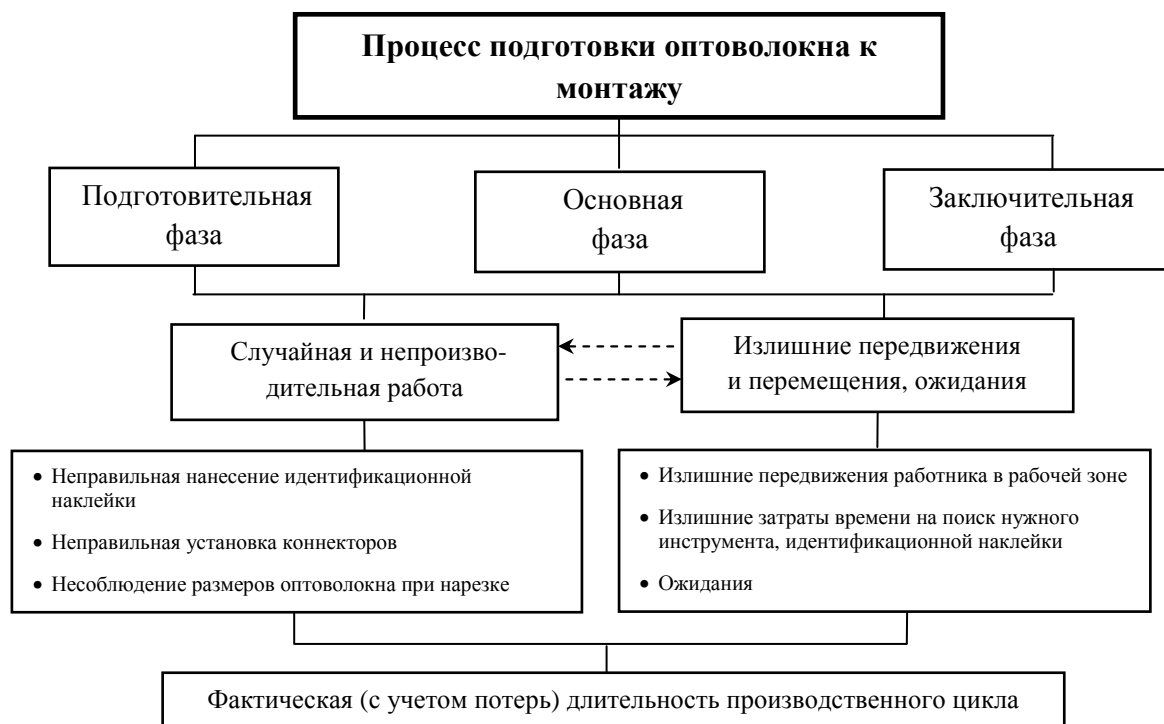 Процесс подготовки оптоволокна к
монтажу
Подготовительная
фаза
Основная
фаза
Заключительная
фаза
Случайная и непроизво-
дительная работа
Излишние передвижения
и перемещения, ожидания
• Неправильная нанесение идентификационной
наклейки
• Неправильная установка коннекторов
• Несоблюдение размеров оптоволокна при нарезке
• Излишние передвижения работника в рабочей зоне
• Излишние затраты времени на поиск нужного
инструмента, идентификационной наклейки
• Ожидания
Фактическая (с учетом потерь) длительность производственного цикла